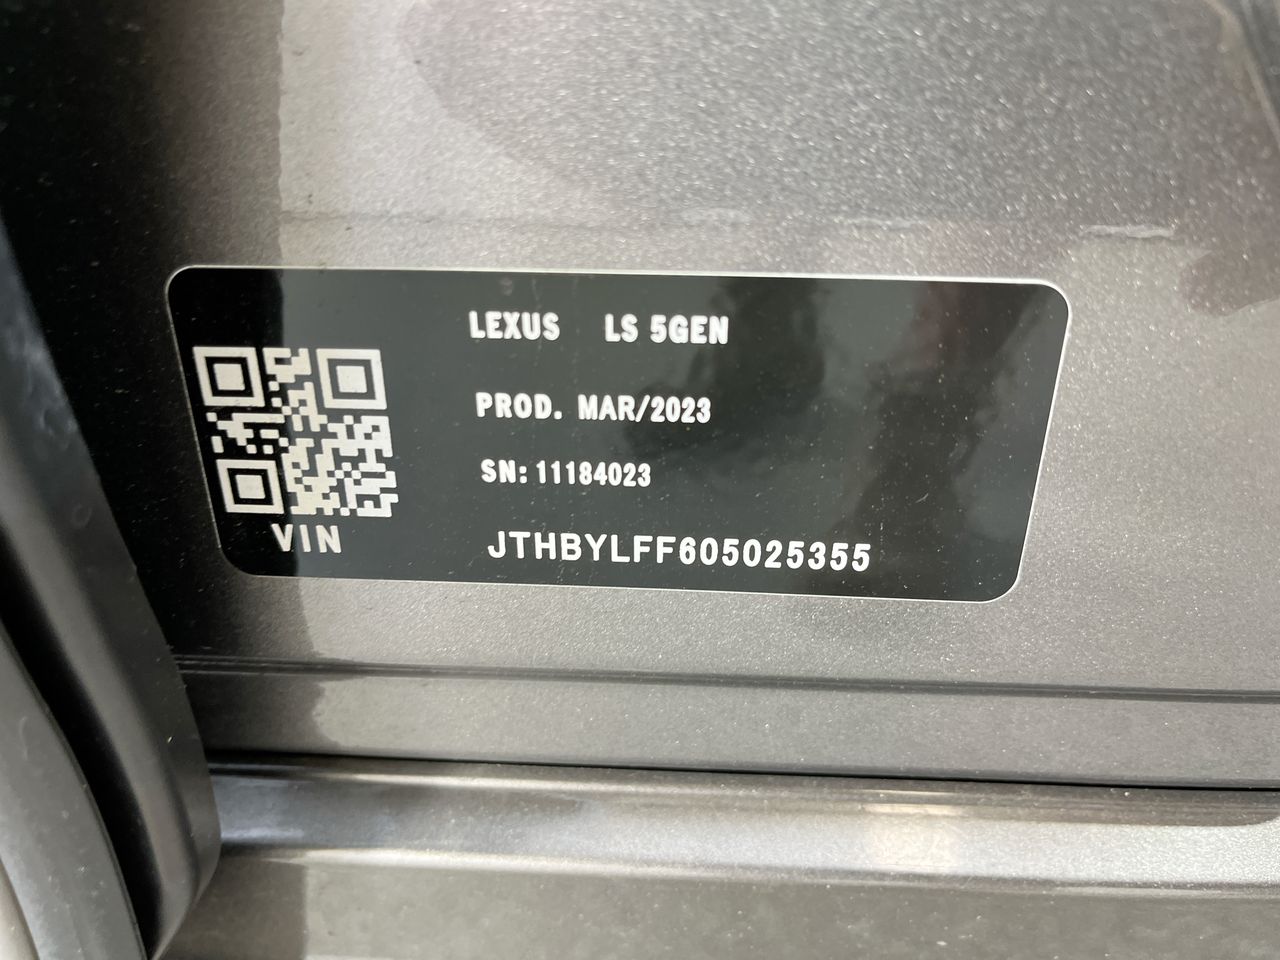 LEXUS LS 5GEN
PROD. MAR/2023
SN: 11184023
VIN JTHBYLFF605025355